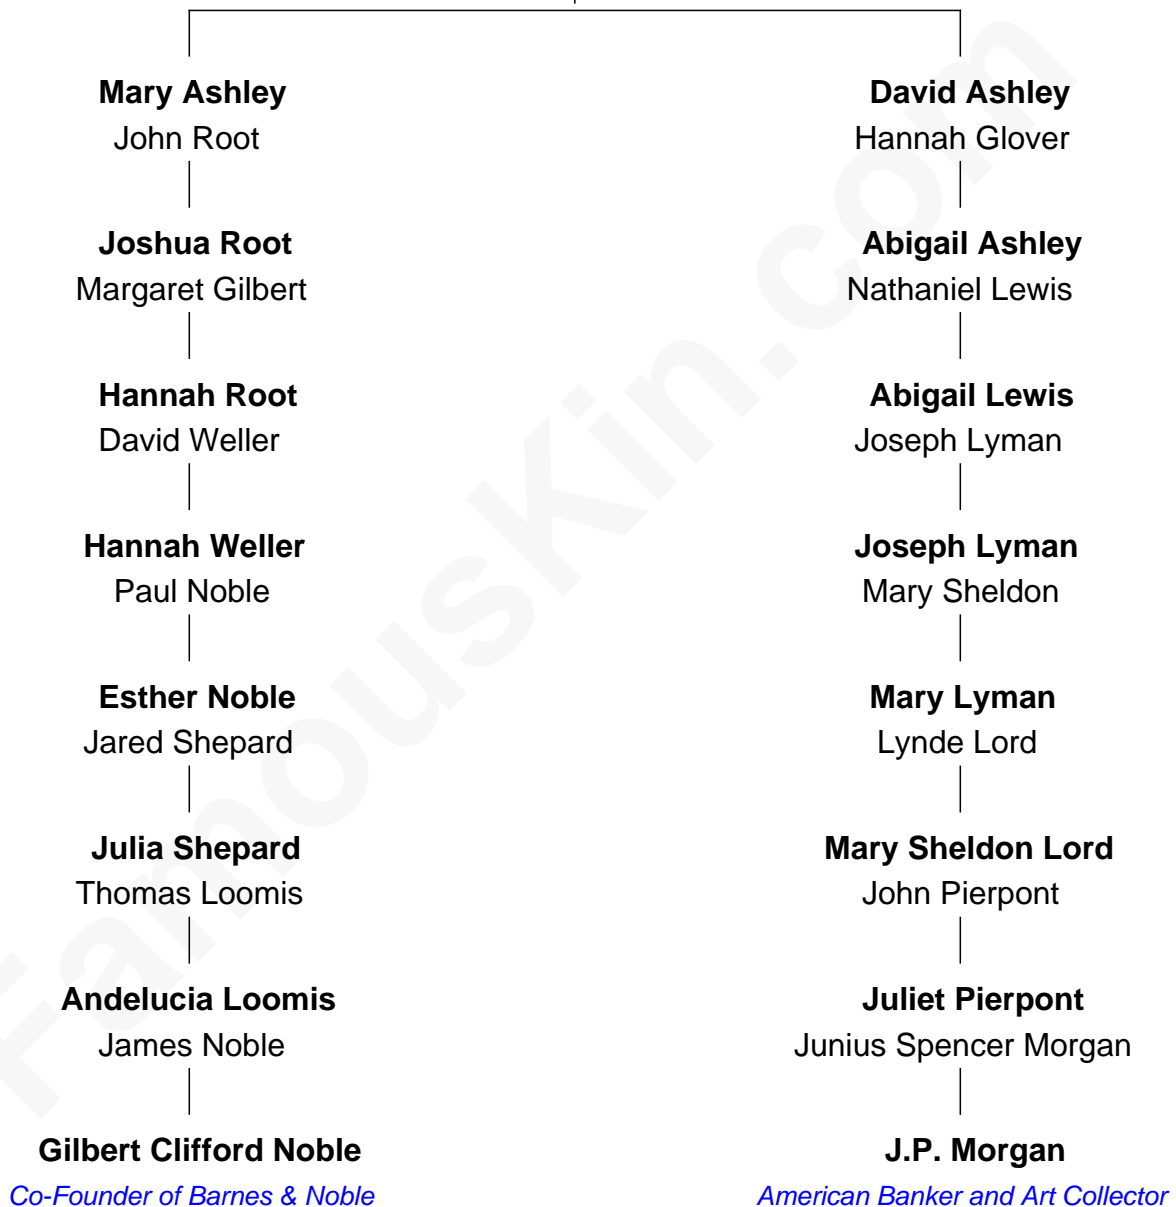 Mary Ashley
John Root
Joshua Root
Margaret Gilbert
Hannah Root
David Weller
Hannah Weller
Paul Noble
Esther Noble
Jared Shepard
Julia Shepard
Thomas Loomis
Andelucia Loomis
James Noble
Gilbert Clifford Noble
Co-Founder of Barnes & Noble
David Ashley
Hannah Glover
Abigail Ashley
Nathaniel Lewis
Abigail Lewis
Joseph Lyman
Joseph Lyman
Mary Sheldon
Mary Lyman
Lynde Lord
Mary Sheldon Lord
John Pierpont
Juliet Pierpont
Junius Spencer Morgan
J.P. Morgan
American Banker and Art Collector
FamousKin.com